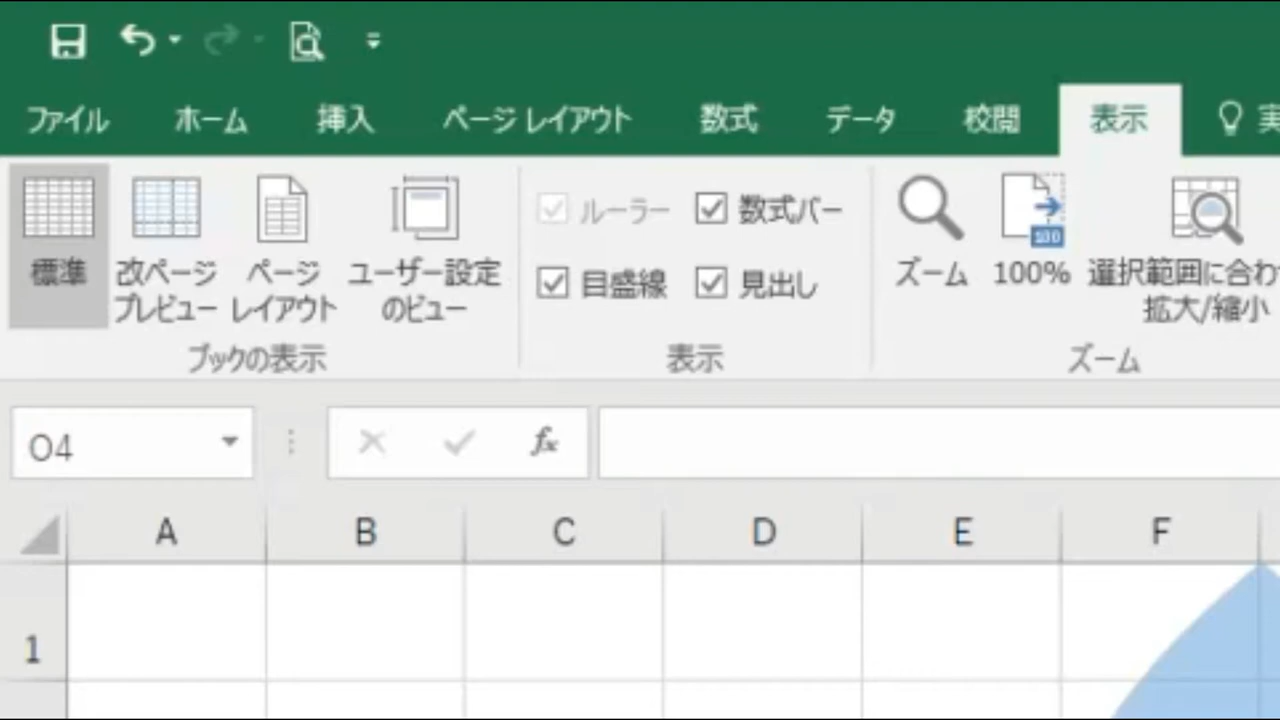 ファイル ホーム 挿入 ページ レイアウト 数式 データ 校閲 表示 実
ルーラー 数式バー
標準 改ページ プレビュー ページ レイアウト ユーザー設定 のビュー
目盛線 見出し
ズーム 100% 選択範囲に合わ 拡大/縮小
ブックの表示 表示 ズーム
O4 fx
A B C D E F
1